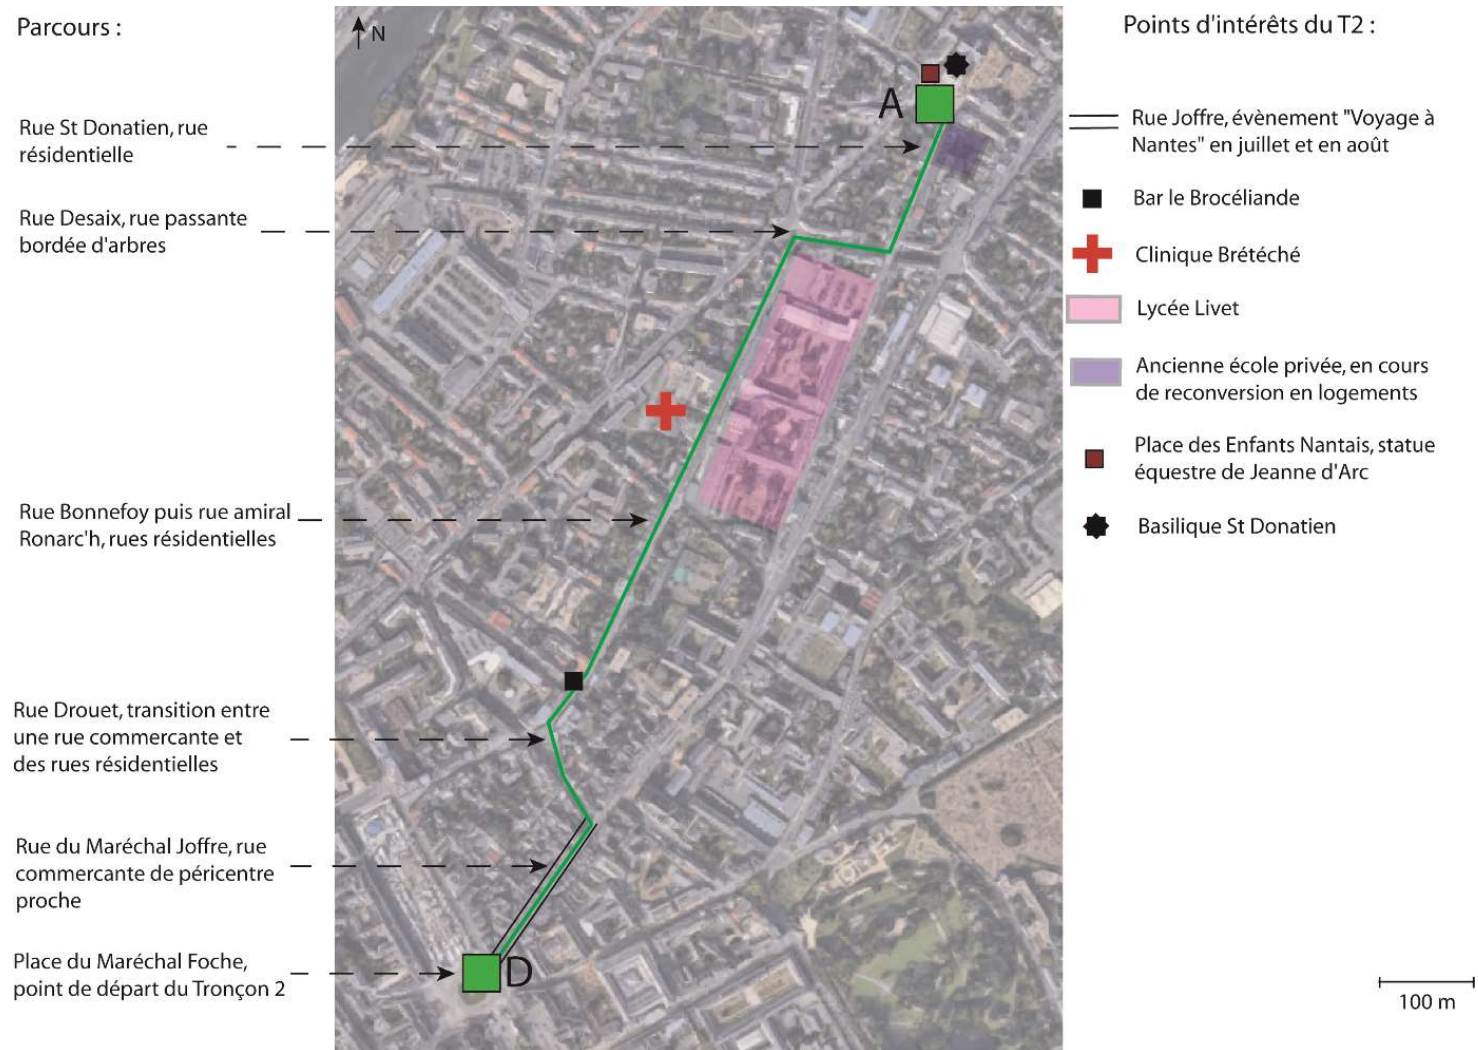 Parcours :
N
Rue St Donatien, rue
résidentielle
Rue Desaix, rue passante
bordée d'arbres
Rue Bonnefoy puis rue amiral
Ronarc'h, rues résidentielles
Rue Drouet, transition entre
une rue commercante et
des rues résidentielles
Rue du Maréchal Joffre, rue
commercante de péricentre
proche
Place du Maréchal Foche,
point de départ du Tronçon 2
A
D
Points d'intérêts du T2 :
Rue Joffre, évènement "Voyage à
Nantes" en juillet et en août
Bar le Brocéliande
Clinique Brétéché
Lycée Livet
Ancienne école privée, en cours
de reconversion en logements
Place des Enfants Nantais, statue
équestre de Jeanne d'Arc
Basilique St Donatien
100 m